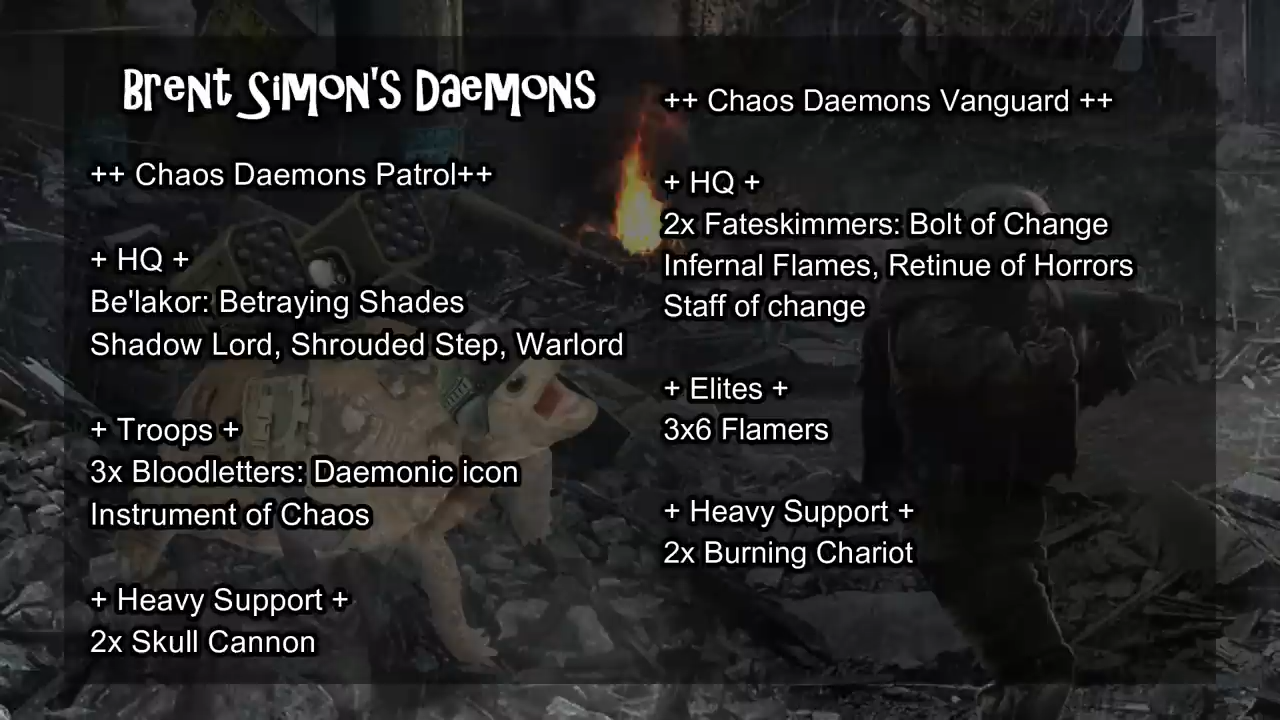 Brent Simon's Daemons
++ Chaos Daemons Patrol++
+ HQ +
Be'lakor: Betraying Shades
Shadow Lord, Shrouded Step, Warlord
+ Troops +
3x Bloodletters: Daemonic icon
Instrument of Chaos
+ Heavy Support +
2x Skull Cannon
++ Chaos Daemons Vanguard ++
+ HQ +
2x Fateskimmers: Bolt of Change
Infernal Flames, Retinue of Horrors
Staff of change
+ Elites +
3x6 Flamers
+ Heavy Support +
2x Burning Chariot